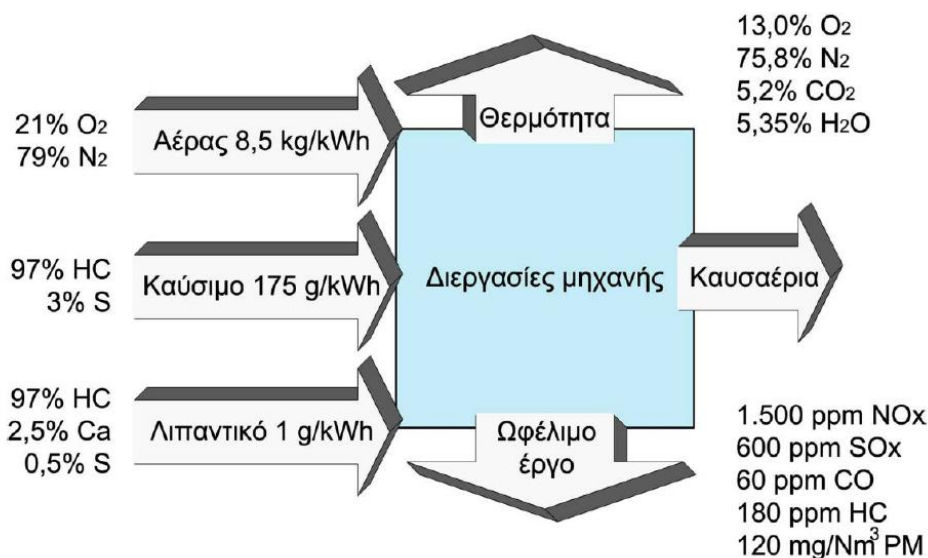 21% O₂
79% N₂
Αέρας 8,5 kg/kWh
97% HC
3% S
Καύσιμο 175 g/kWh
97% HC
2,5% Ca
0,5% S
Λιπαντικό 1 g/kWh
Θερμότητα
Διεργασίες μηχανής
Ωφέλιμο
έργο
13,0% O₂
75,8% N₂
5,2% CO₂
5,35% H₂O
Καυσαέρια
1.500 ppm NOx
600 ppm SOx
60 ppm CO
180 ppm HC
120 mg/Nm³ PM